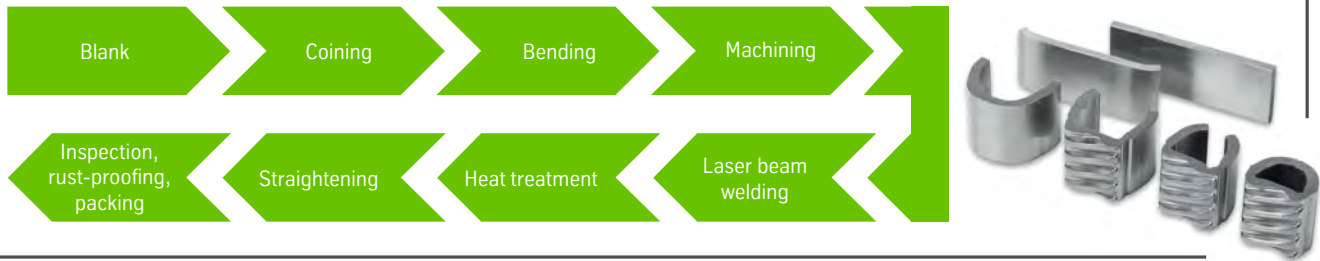 Blank
Coining
Bending
Machining
Laser beam
welding
Heat treatment
Straightening
Inspection,
rust-proofing,
packing